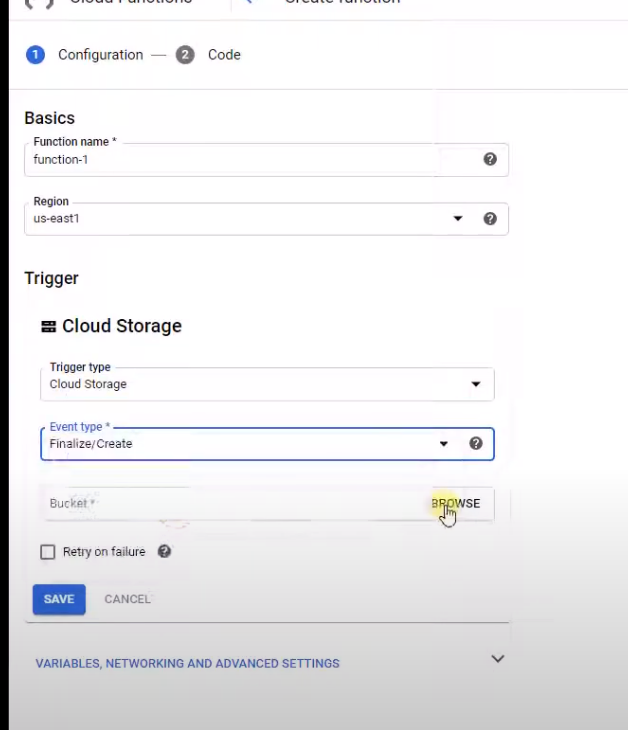 Cloud Functions Create function
1 Configuration — 2 Code
Basics
Function name *
function-1
Region
us-east1
Trigger
Cloud Storage
Trigger type
Cloud Storage
Event type *
Finalize/Create
Bucket * BROWSE
Retry on failure
SAVE CANCEL
VARIABLES, NETWORKING AND ADVANCED SETTINGS